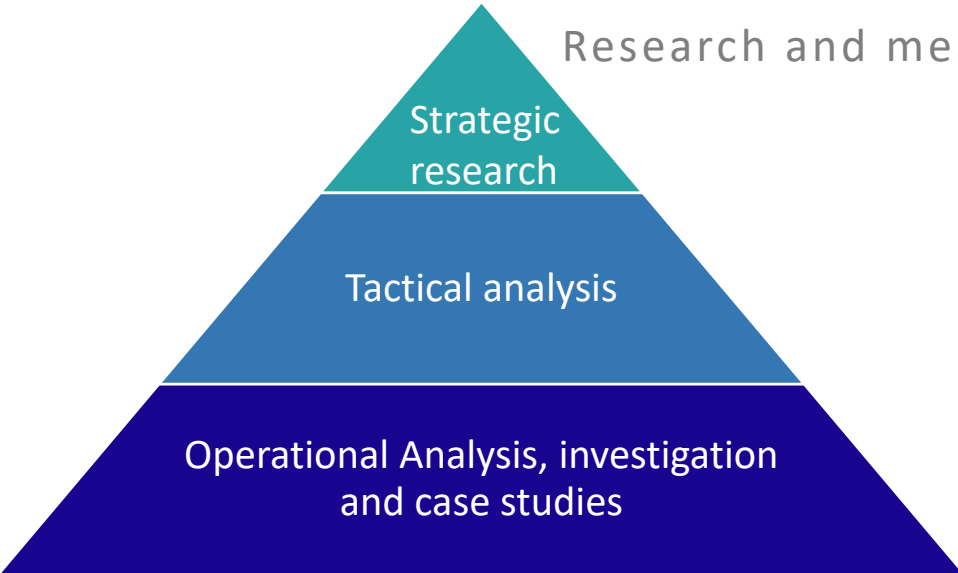 Research and me
Strategic
research
Tactical analysis
Operational Analysis, investigation
and case studies